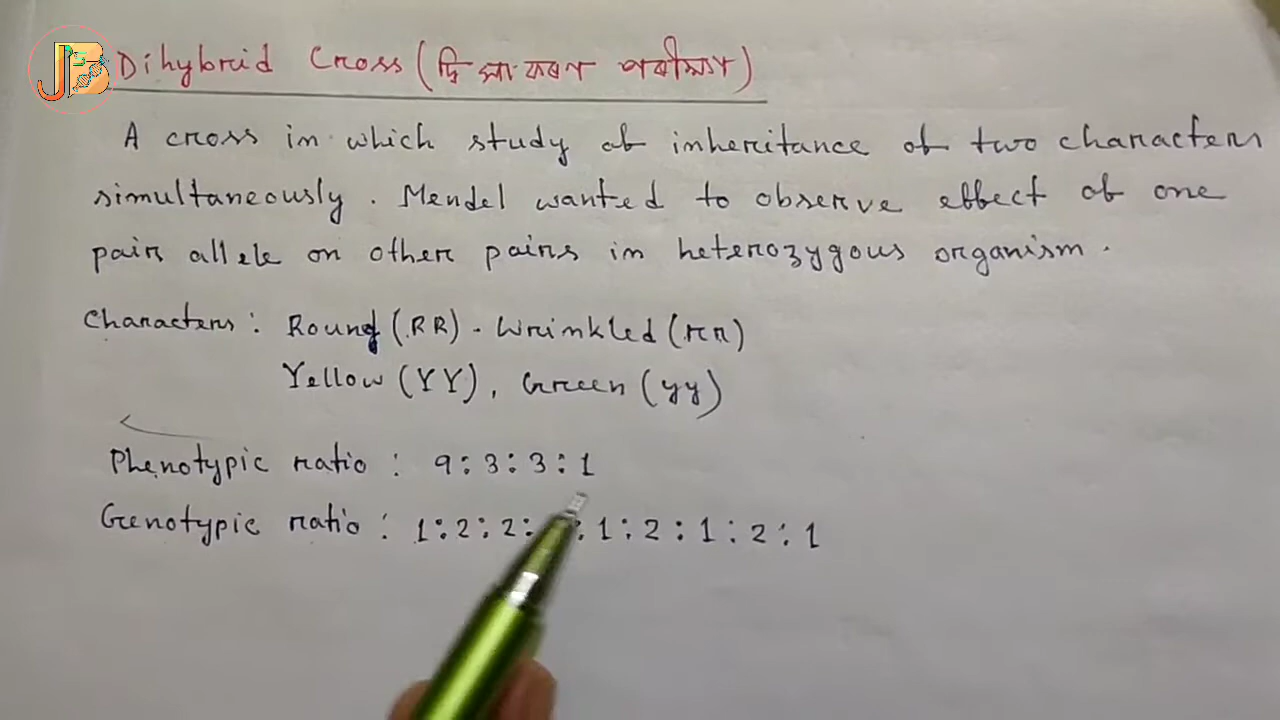 JB
Dihybrid Cross (দ্বি সংকৰণ পৰীক্ষা)
A cross in which study of inheritance of two characters
simultaneously. Mendel wanted to observe effect of one
pair allele on other pairs in heterozygous organism.
Characters: Round (RR) - Wrinkled (rr)
Yellow (YY), Green (yy)
Phenotypic ratio : 9:3:3:1
Genotypic ratio : 1:2:2: :1:2:1:2:1